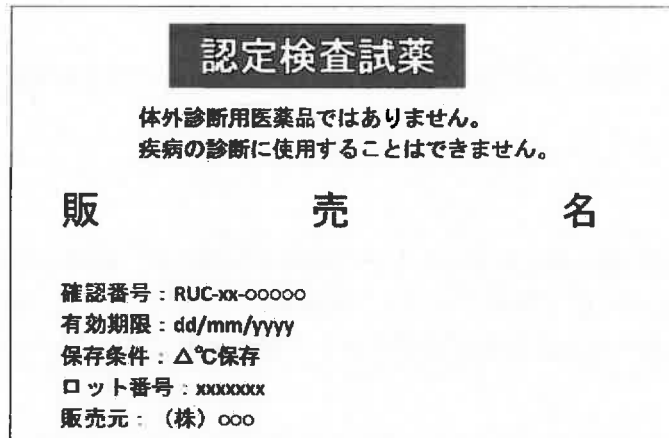 認定検査試薬
体外診断用医薬品ではありません。
疾病の診断に使用することはできません。
販売名
確認番号：RUC-xx-○○○○○
有効期限：dd/mm/yyyy
保存条件：△℃保存
ロット番号：xxxxxxx
販売元：（株）○○○